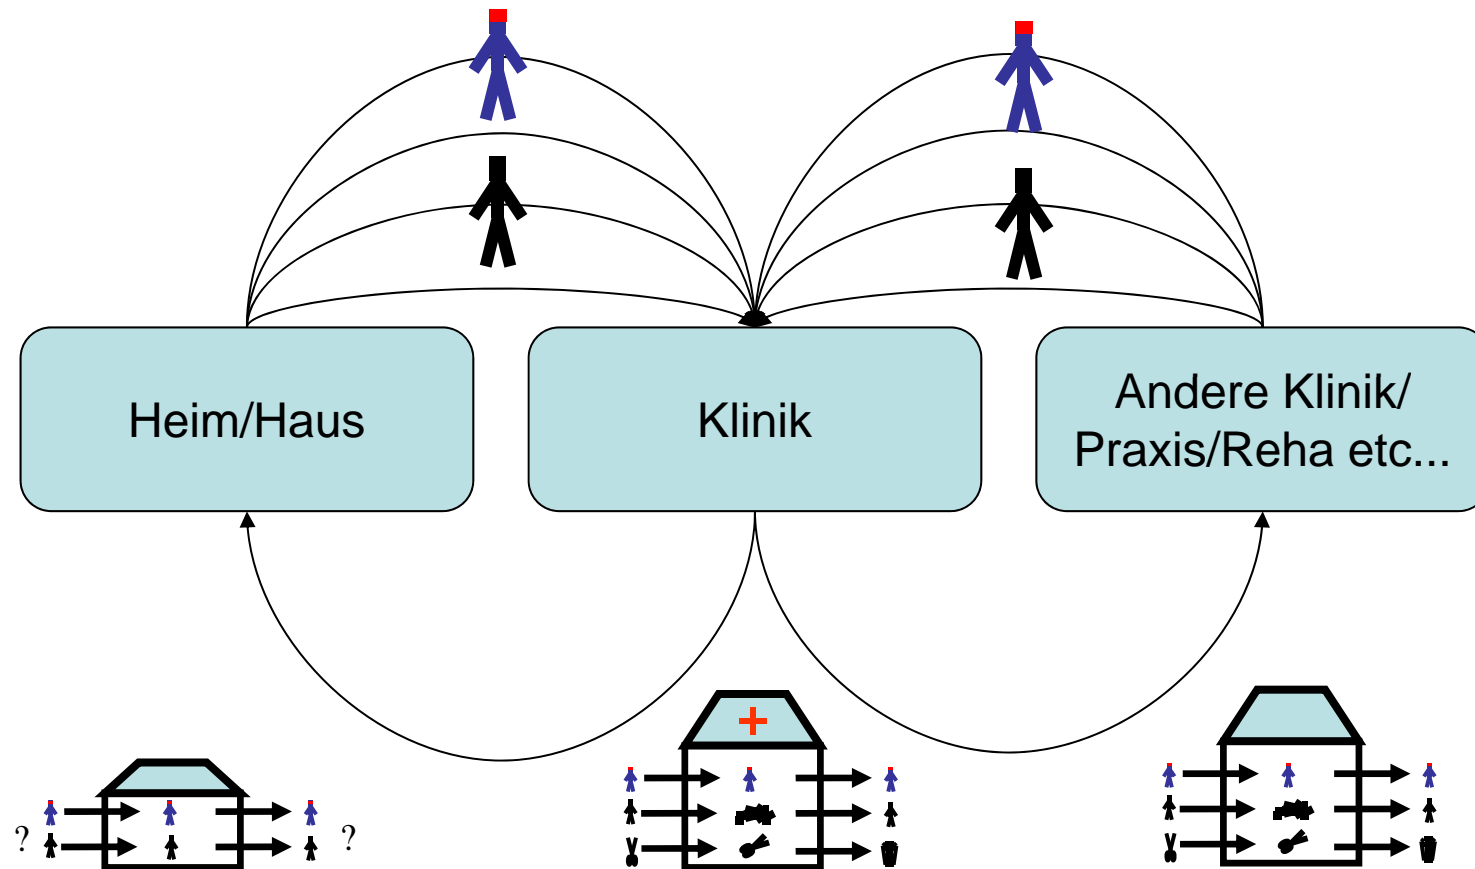 Heim/Haus
Klinik
Andere Klinik/
Praxis/Reha etc...
?
?